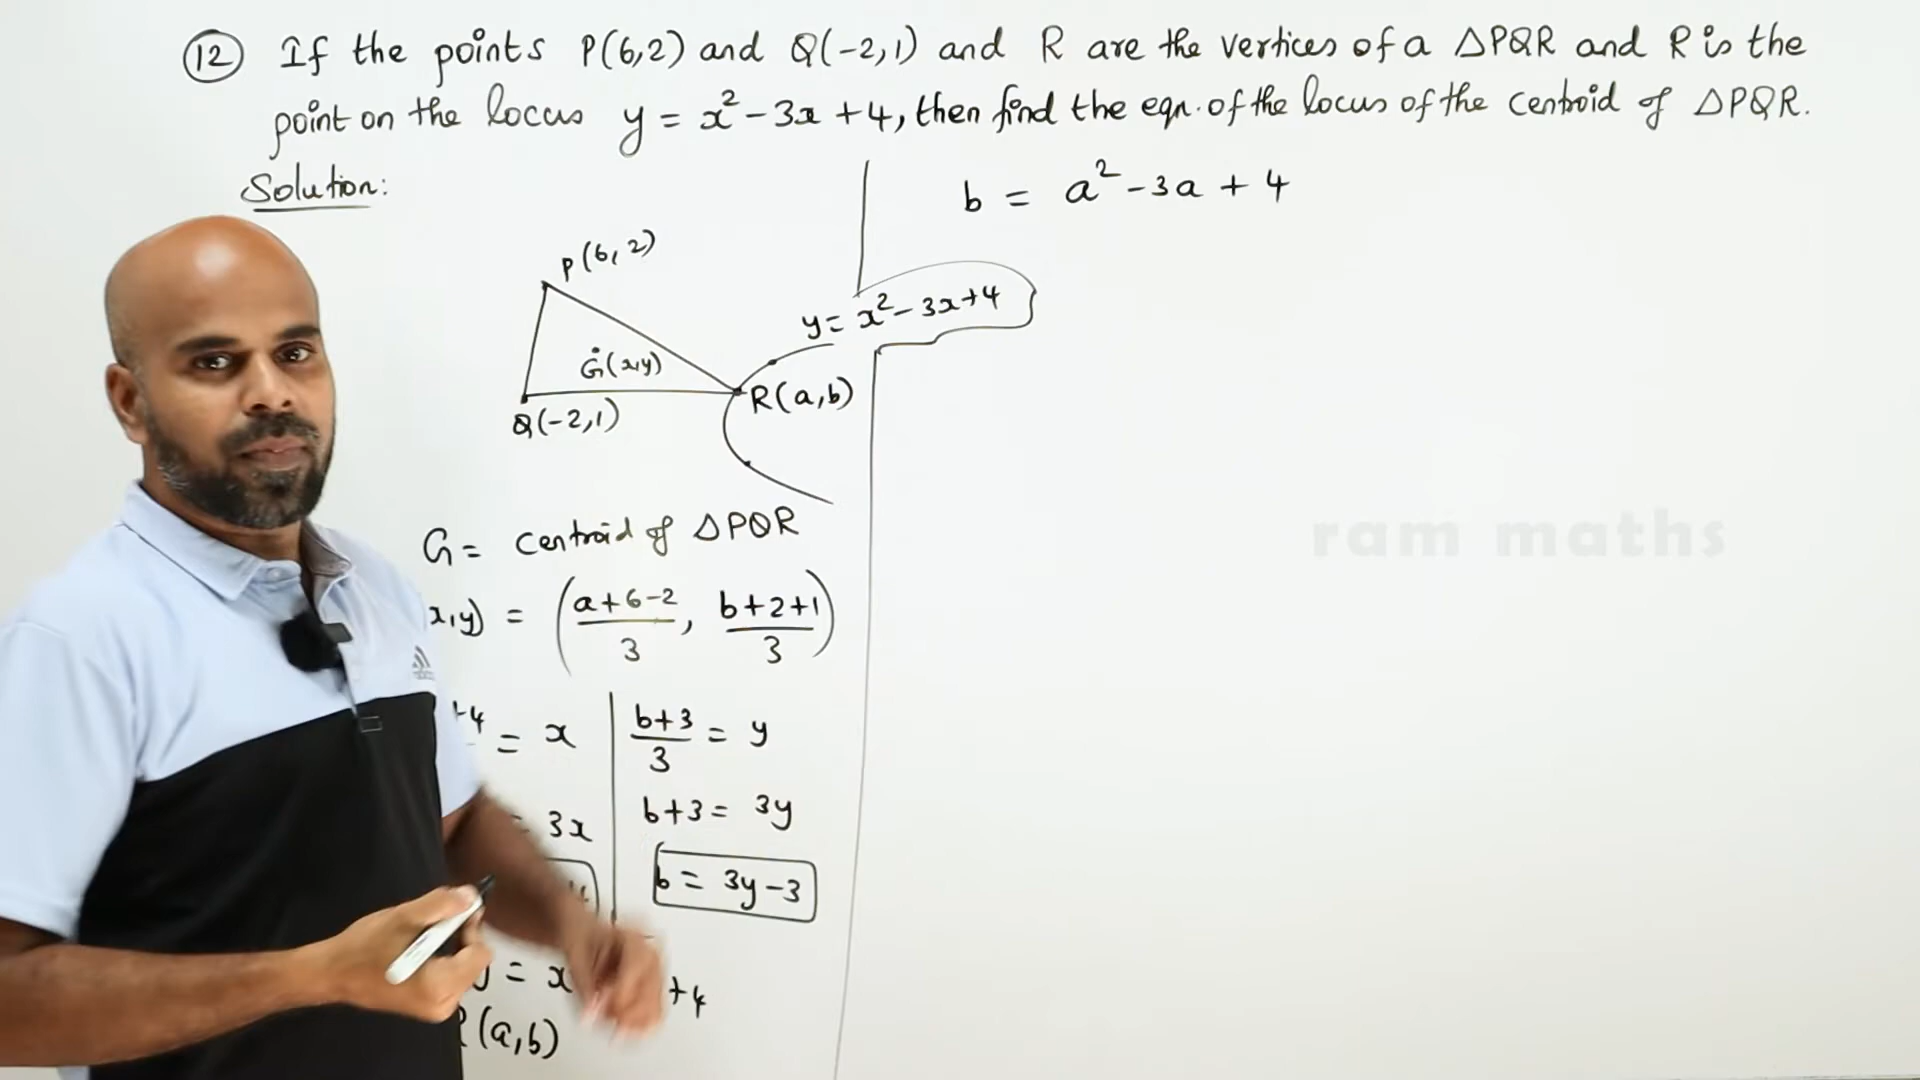 12 If the points P(6,2) and Q(-2,1) and R are the vertices of a ΔPQR and R is the
point on the locus y = x² - 3x + 4, then find the eqn. of the locus of the centroid of ΔPQR.
Solution:
b = a² - 3a + 4
P(6,2)
y = x² - 3x + 4
G(x,y)
R(a,b)
Q(-2,1)
G = centroid of ΔPQR
x,y) = (a+6-2/3, b+2+1/3)
+4 = x
b+3/3 = y
= 3x
b+3 = 3y
b = 3y - 3
= x +4
(a,b)
ram maths